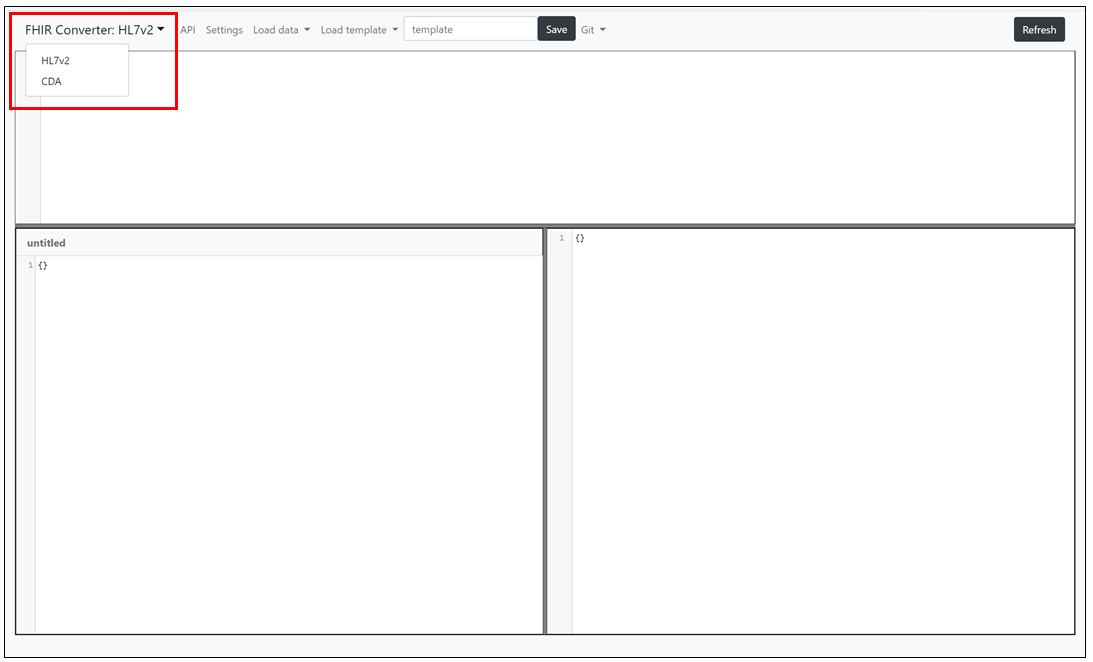 FHIR Converter: HL7v2 API Settings Load data Load template template Save Git Refresh
HL7v2
CDA
untitled
1 {}
1 {}